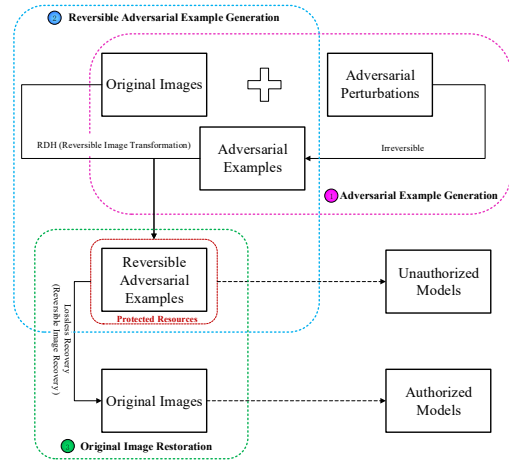 2 Reversible Adversarial Example Generation
Original Images
Adversarial
Perturbations
RDH (Reversible Image Transformation)
Adversarial
Examples
Irreversible
1 Adversarial Example Generation
Reversible
Adversarial
Examples
Protected Resources
Unauthorized
Models
Lossless Recovery
(Reversible Image Recovery)
Original Images
Authorized
Models
3 Original Image Restoration